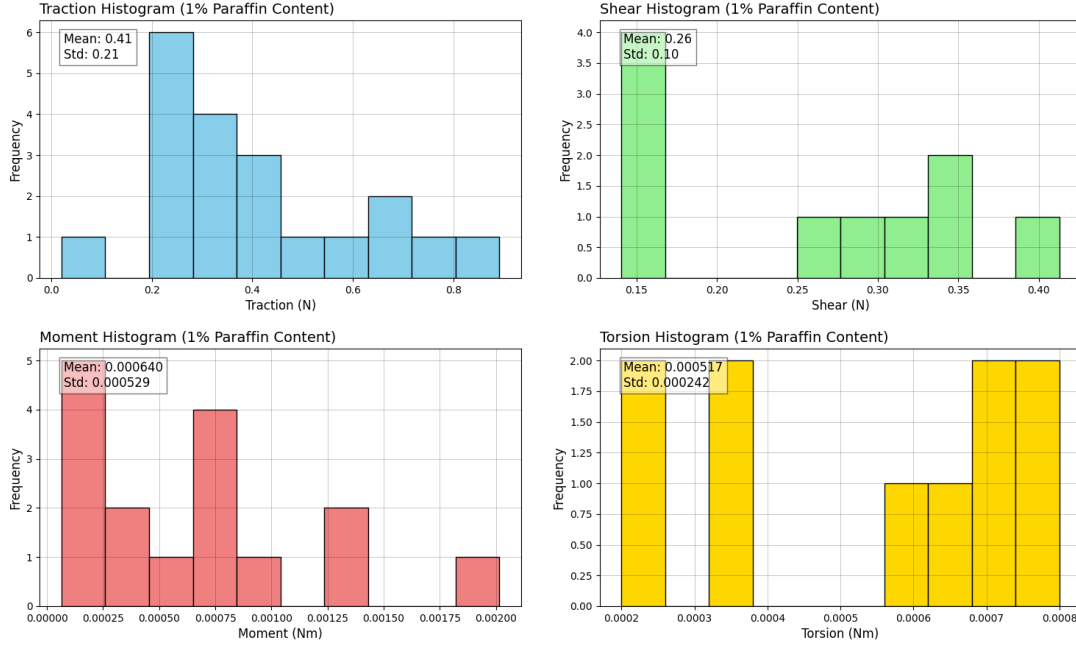 Traction Histogram (1% Paraffin Content)
Mean: 0.41
Std: 0.21
6
5
4
3
2
1
0
Frequency
0.0 0.2 0.4 0.6 0.8
Traction (N)
Shear Histogram (1% Paraffin Content)
Mean: 0.26
Std: 0.10
4.0
3.5
3.0
2.5
2.0
1.5
1.0
0.5
0.0
Frequency
0.15 0.20 0.25 0.30 0.35 0.40
Shear (N)
Moment Histogram (1% Paraffin Content)
Mean: 0.000640
Std: 0.000529
5
4
3
2
1
0
Frequency
0.00000 0.00025 0.00050 0.00075 0.00100 0.00125 0.00150 0.00175 0.00200
Moment (Nm)
Torsion Histogram (1% Paraffin Content)
Mean: 0.000517
Std: 0.000242
2.00
1.75
1.50
1.25
1.00
0.75
0.50
0.25
0.00
Frequency
0.0002 0.0003 0.0004 0.0005 0.0006 0.0007 0.0008
Torsion (Nm)